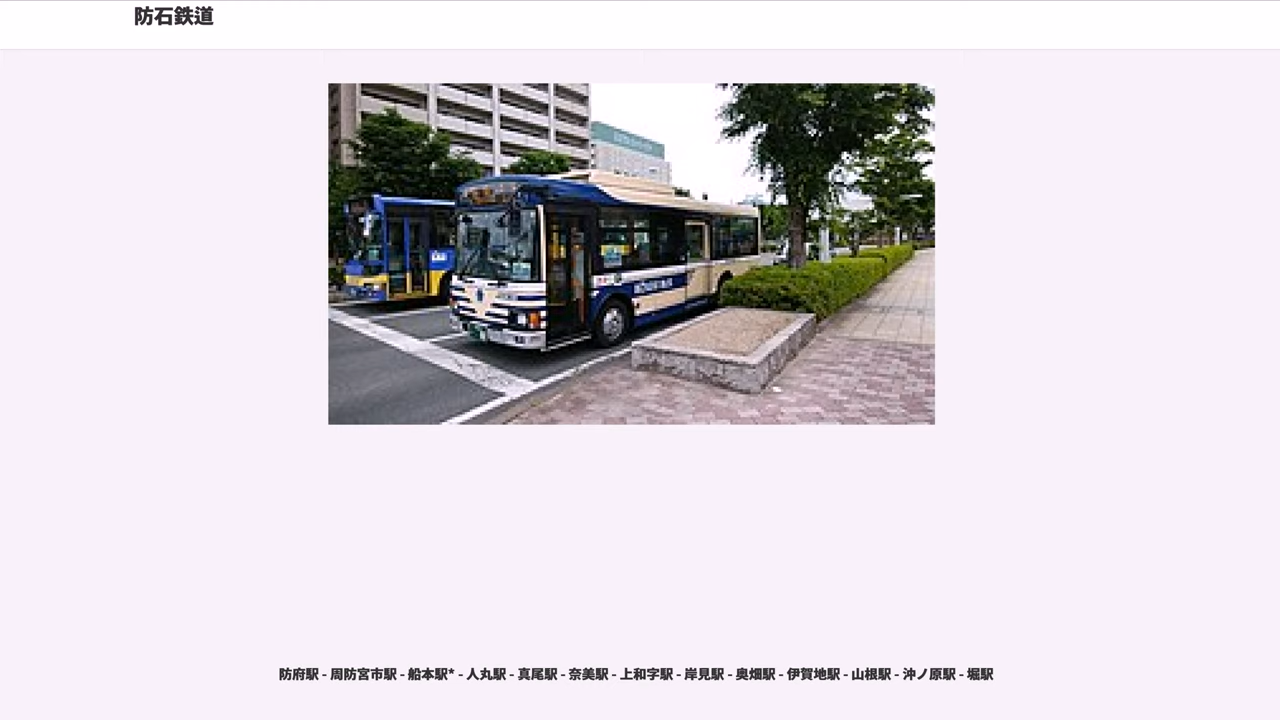 防石鉄道
防府駅 - 周防宮市駅 - 船本駅* - 人丸駅 - 真尾駅 - 奈美駅 - 上和字駅 - 岸見駅 - 奥畑駅 - 伊賀地駅 - 山根駅 - 沖ノ原駅 - 堀駅